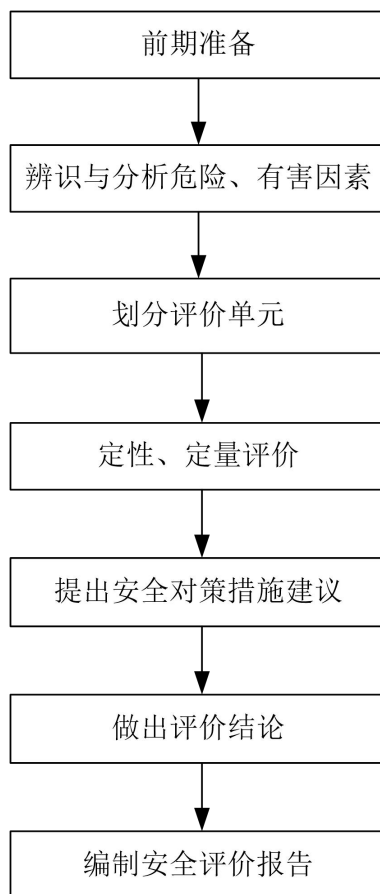 前期准备
辨识与分析危险、有害因素
划分评价单元
定性、定量评价
提出安全对策措施建议
做出评价结论
编制安全评价报告